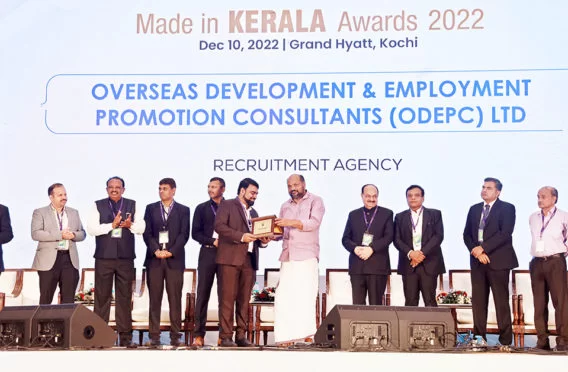 Made in KERALA Awards 2022
Dec 10, 2022 | Grand Hyatt, Kochi
OVERSEAS DEVELOPMENT & EMPLOYMENT
PROMOTION CONSULTANTS (ODEPC) LTD
RECRUITMENT AGENCY